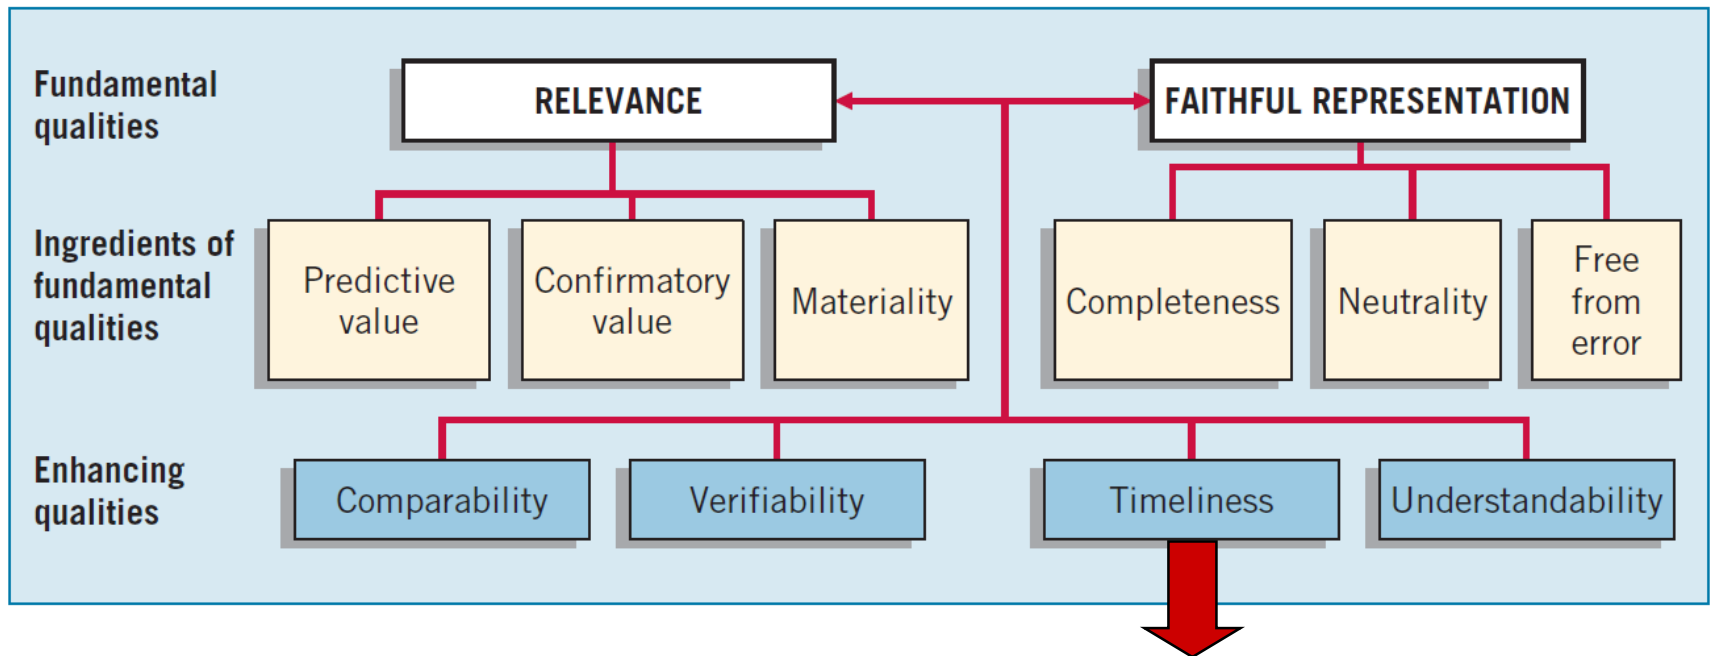 Fundamental
qualities
RELEVANCE
FAITHFUL REPRESENTATION
Ingredients of
fundamental
qualities
Predictive
value
Confirmatory
value
Materiality
Completeness
Neutrality
Free
from
error
Enhancing
qualities
Comparability
Verifiability
Timeliness
Understandability